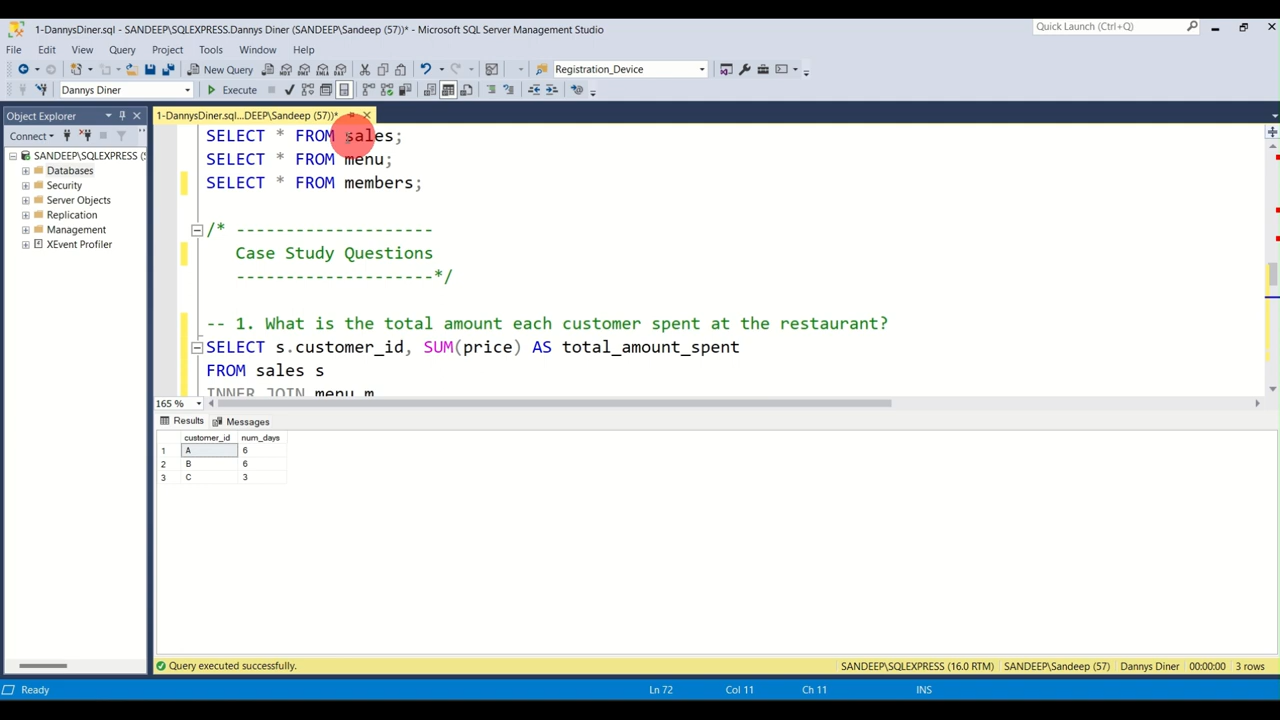 1-DannysDiner.sql - SANDEEP\SQLEXPRESS.Dannys Diner (SANDEEP\Sandeep (57))* - Microsoft SQL Server Management Studio
Quick Launch (Ctrl+Q)
File Edit View Query Project Tools Window Help
New Query
Registration_Device
Dannys Diner
Execute
Object Explorer
Connect
SANDEEP\SQLEXPRESS (
Databases
Security
Server Objects
Replication
Management
XEvent Profiler
1-DannysDiner.sql...DEEP\Sandeep (57))*
SELECT * FROM sales;
SELECT * FROM menu;
SELECT * FROM members;
/* --------------------
Case Study Questions
--------------------*/
-- 1. What is the total amount each customer spent at the restaurant?
SELECT s.customer_id, SUM(price) AS total_amount_spent
FROM sales s
INNER JOIN menu m
165 %
Results Messages
customer_id num_days
1 A 6
2 B 6
3 C 3
Query executed successfully.
SANDEEP\SQLEXPRESS (16.0 RTM) SANDEEP\Sandeep (57) Dannys Diner 00:00:00 3 rows
Ready
Ln 72 Col 11 Ch 11 INS